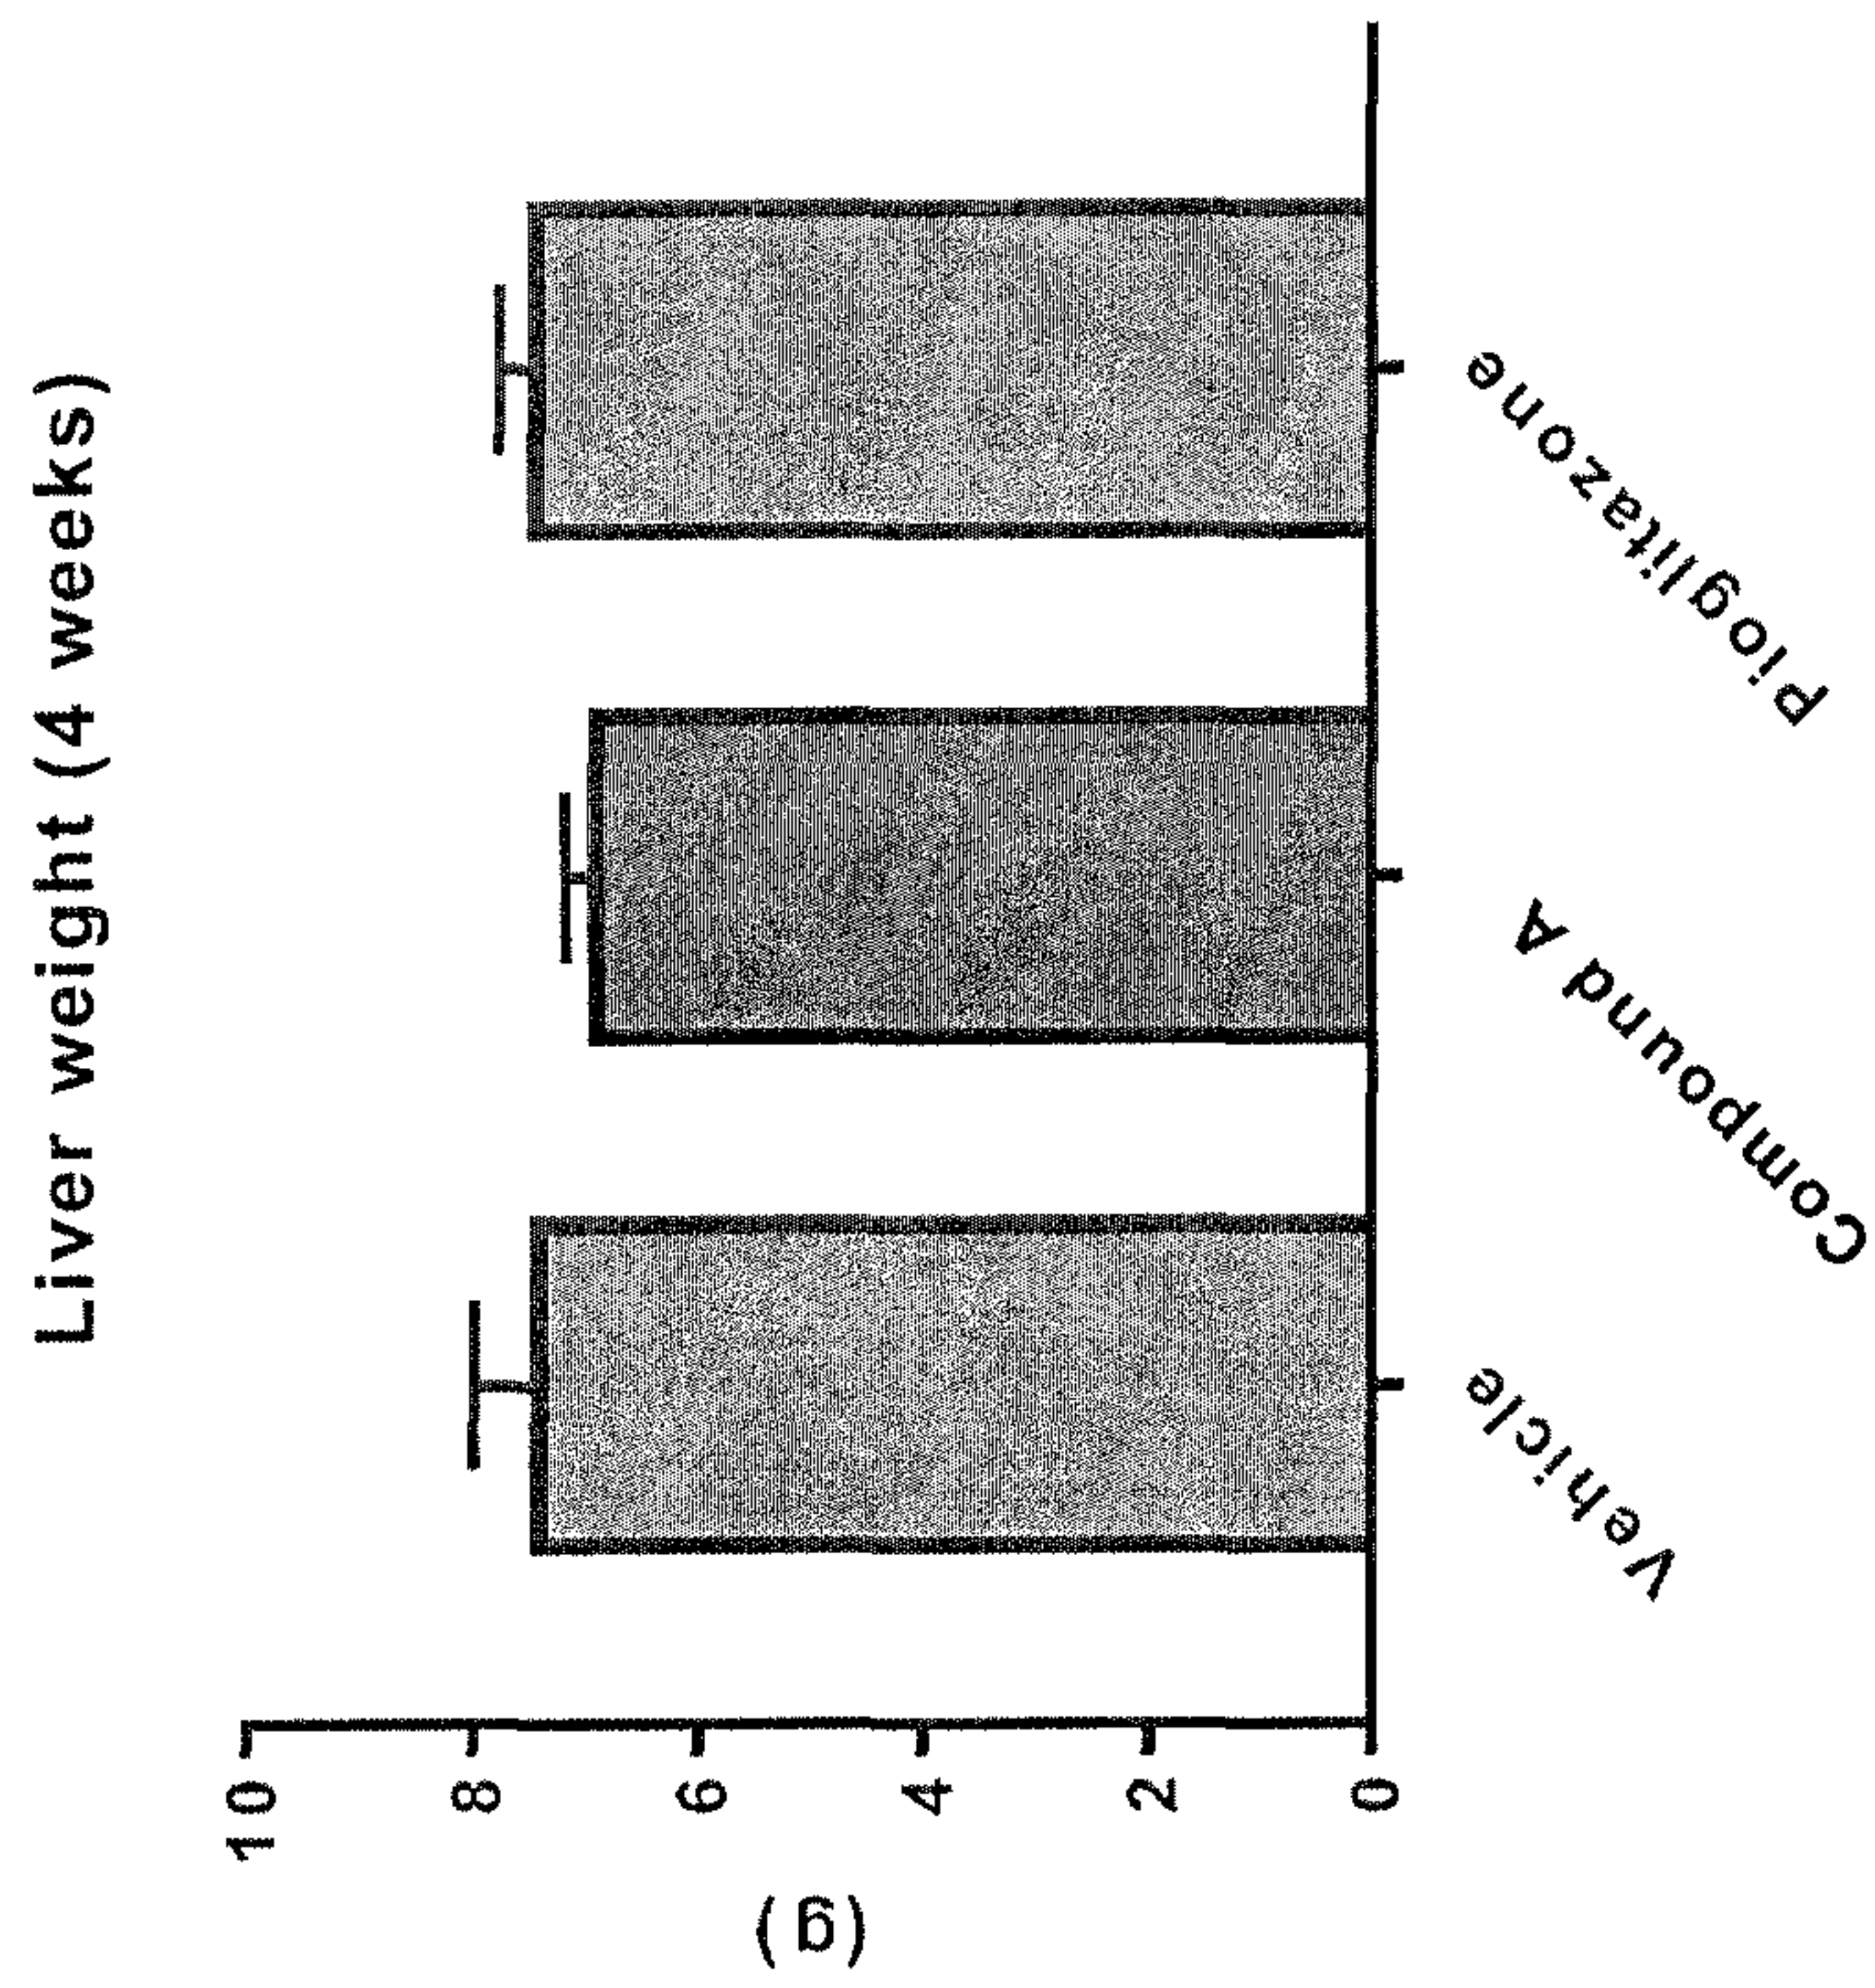 Liver weight (4 weeks)
10
8
6
4
2
0
(g)
Vehicle
Compound A
Pioglitazone